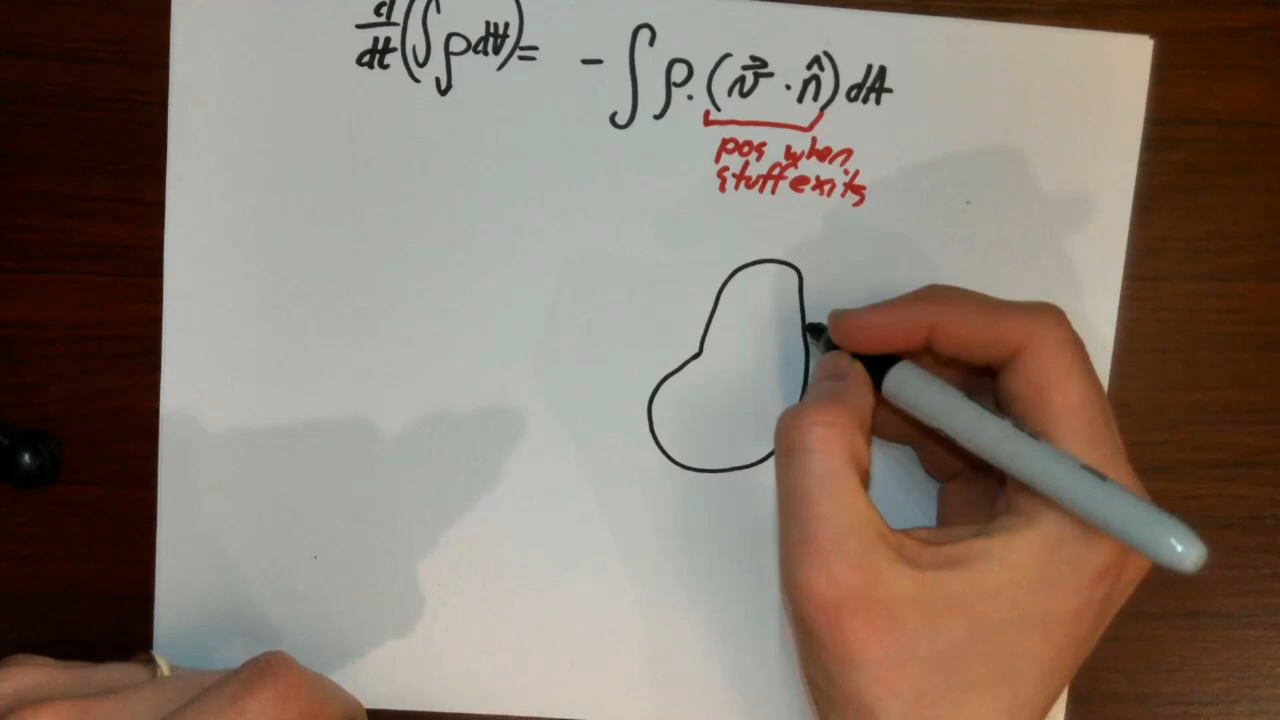 d/dt (∫ρdV) = - ∫ρ. (v⃗ · n̂) dA
pos when
stuff exits